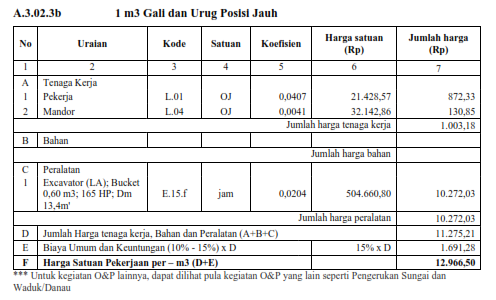 A.3.02.3b 1 m3 Gali dan Urug Posisi Jauh
No Uraian Kode Satuan Koefisien Harga satuan (Rp) Jumlah harga (Rp)
1 2 3 4 5 6 7
A Tenaga Kerja
1 Pekerja L.01 OJ 0,0407 21.428,57 872,33
2 Mandor L.04 OJ 0,0041 32.142,86 130,85
Jumlah harga tenaga kerja 1.003,18
B Bahan
Jumlah harga bahan
C Peralatan
1 Excavator (LA); Bucket
0,60 m3; 165 HP; Dm E.15.f jam 0,0204 504.660,80 10.272,03
13,4m'
Jumlah harga peralatan 10.272,03
D Jumlah Harga tenaga kerja, Bahan dan Peralatan (A+B+C) 11.275,21
E Biaya Umum dan Keuntungan (10% - 15%) x D 15% x D 1.691,28
F Harga Satuan Pekerjaan per – m3 (D+E) 12.966,50
*** Untuk kegiatan O&P lainnya, dapat dilihat pula kegiatan O&P yang lain seperti Pengerukan Sungai dan
Waduk/Danau